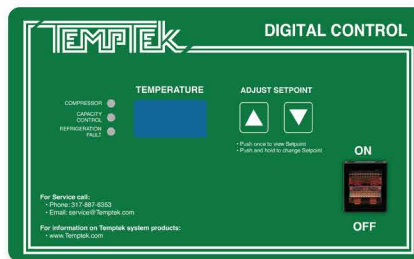 TEMPTEK
DIGITAL CONTROL
TEMPERATURE
ADJUST SETPOINT
COMPRESSOR
CAPACITY
CONTROL
REFRIGERATION
FAULT
• Push once to view Setpoint
• Push and hold to change Setpoint
ON
OFF
For Service call:
• Phone: 317-887-6353
• Email: service@Temptek.com
For information on Temptek system products:
• www.Temptek.com